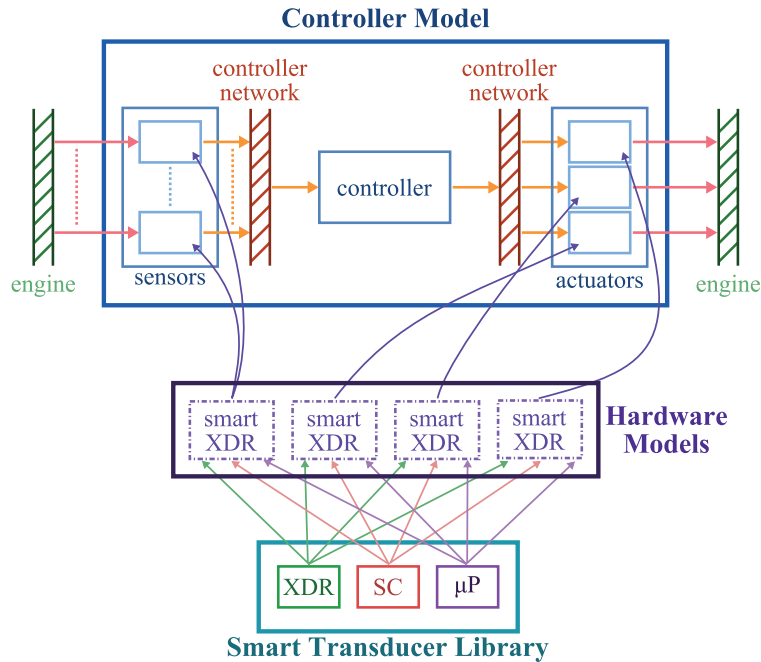 Controller Model
controller
network
controller
network
controller
engine
sensors
actuators
engine
smart
XDR
smart
XDR
smart
XDR
smart
XDR
Hardware
Models
XDR
SC
μP
Smart Transducer Library